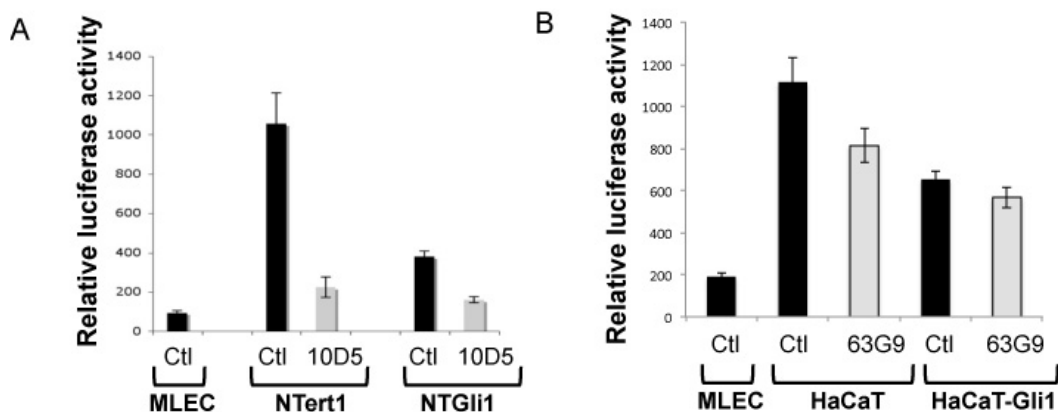 A
Relative luciferase activity
1400
1200
1000
800
600
400
200
0
Ctl Ctl 10D5 Ctl 10D5
MLEC NTert1 NTGli1
B
Relative luciferase activity
1400
1200
1000
800
600
400
200
0
Ctl Ctl 63G9 Ctl 63G9
MLEC HaCaT HaCaT-Gli1